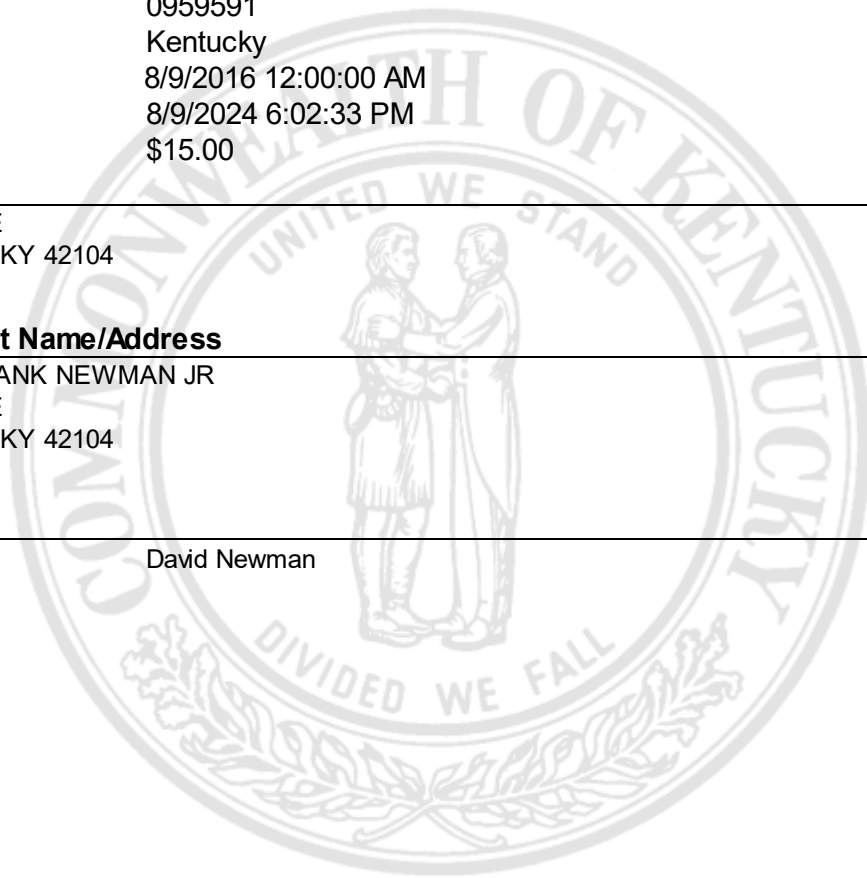 0959591
Kentucky
8/9/2016 12:00:00 AM
8/9/2024 6:02:33 PM
$15.00
KY 42104
t Name/Address
ANK NEWMAN JR
KY 42104
David Newman
COMMONWEALTH OF KENTUCKY
UNITED WE STAND
DIVIDED WE FALL